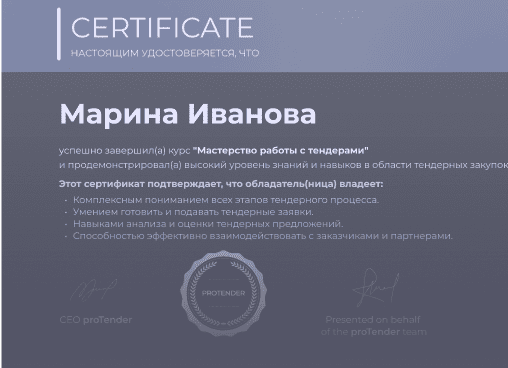 CERTIFICATE
НАСТОЯЩИМ УДОСТОВЕРЯЕТСЯ, ЧТО
Марина Иванова
успешно завершил(а) курс "Мастерство работы с тендерами"
и продемонстрировал(а) высокий уровень знаний и навыков в области тендерных закупок
Этот сертификат подтверждает, что обладатель(ница) владеет:
• Комплексным пониманием всех этапов тендерного процесса.
• Умением готовить и подавать тендерные заявки.
• Навыками анализа и оценки тендерных предложений.
• Способностью эффективно взаимодействовать с заказчиками и партнерами.
PROTENDER
CEO proTender
Presented on behalf
of the proTender team